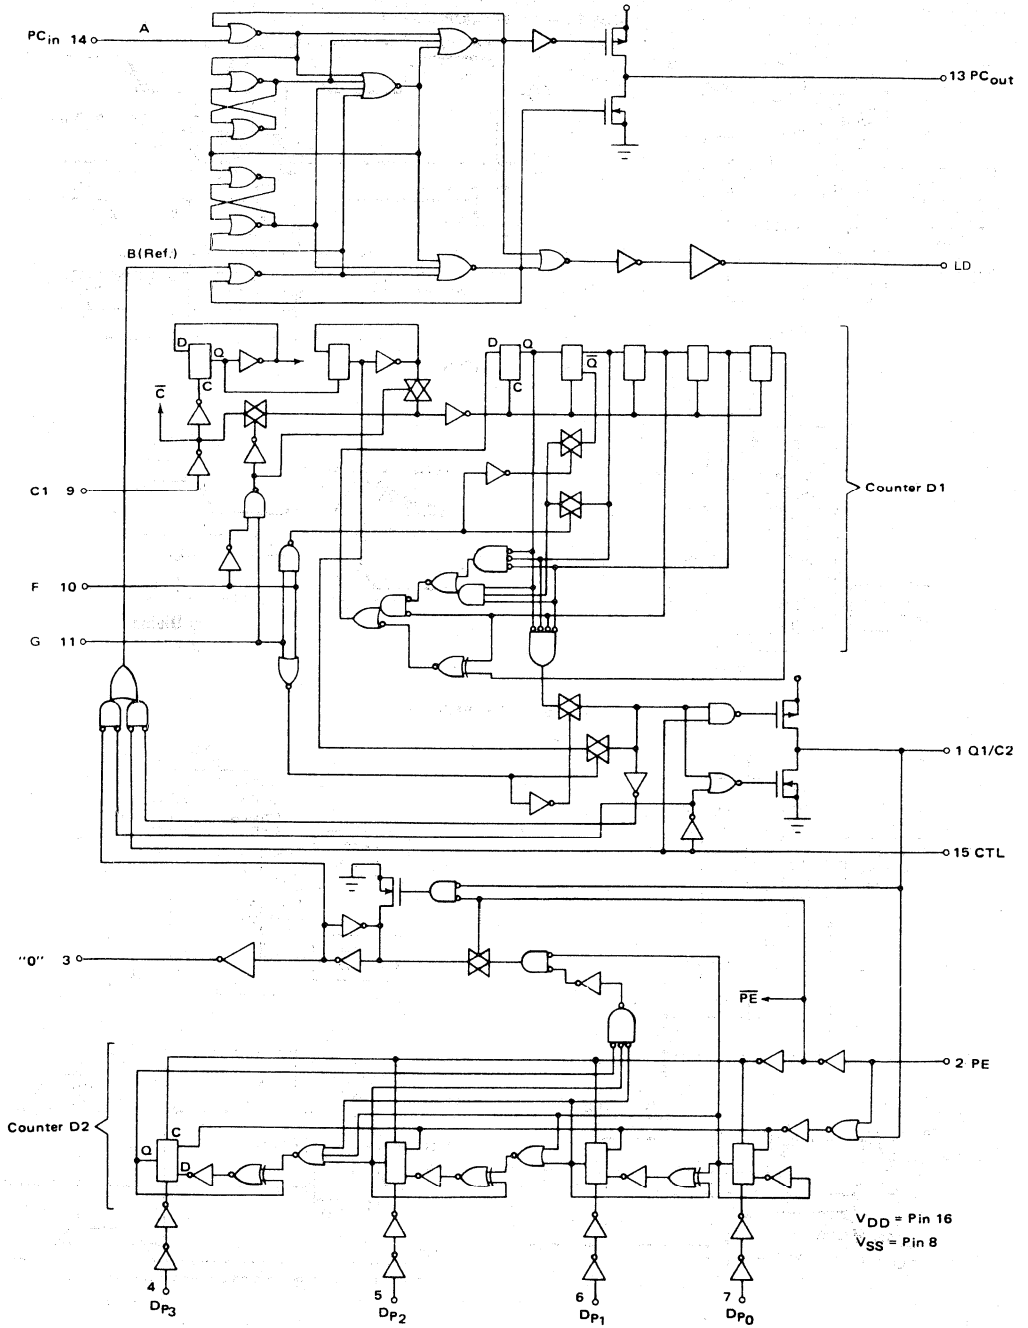 PCin 14
A
13 PCout
B(Ref.)
LD
D
Q
C
C̅
D
Q
Q̅
C
C1 9
Counter D1
F 10
G 11
1 Q1/C2
15 CTL
"0" 3
P̅E̅
2 PE
Counter D2
C
Q
D
VDD = Pin 16
VSS = Pin 8
4
DP3
5
DP2
6
DP1
7
DP0